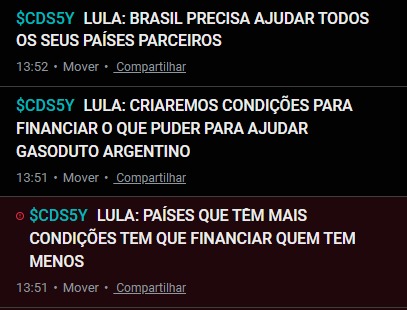 $CDS5Y LULA: BRASIL PRECISA AJUDAR TODOS
OS SEUS PAÍSES PARCEIROS
13:52 • Mover • Compartilhar
$CDS5Y LULA: CRIAREMOS CONDIÇÕES PARA
FINANCIAR O QUE PUDER PARA AJUDAR
GASODUTO ARGENTINO
13:51 • Mover • Compartilhar
$CDS5Y LULA: PAÍSES QUE TÊM MAIS
CONDIÇÕES TEM QUE FINANCIAR QUEM TEM
MENOS
13:51 • Mover • Compartilhar